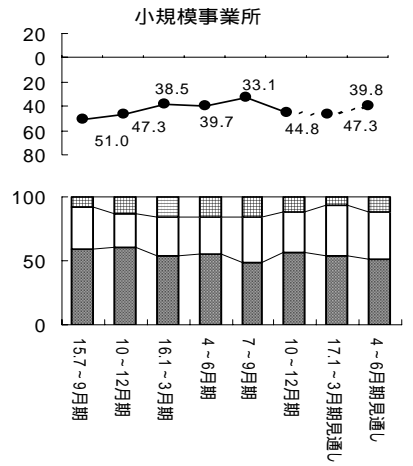 小規模事業所
20
0
20
40
60
80
51.0
47.3
38.5
39.7
33.1
44.8
47.3
39.8
100
50
0
15.7~9月期
10~12月期
16.1~3月期
4~6月期
7~9月期
10~12月期
17.1~3月期見通し
4~6月期見通し